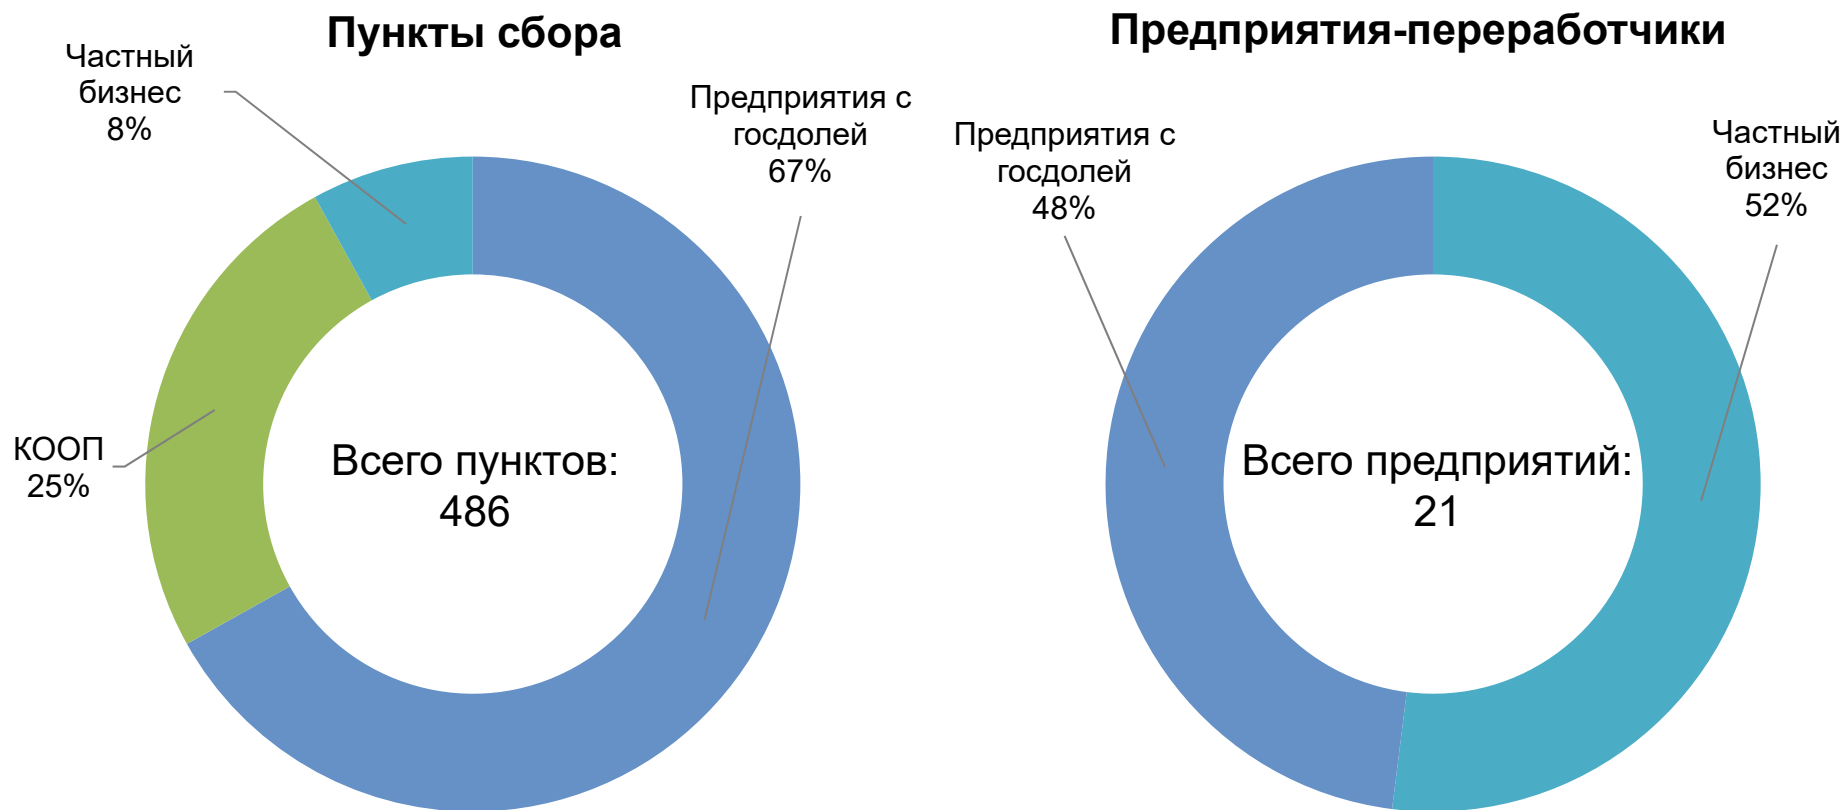 Пункты сбора
Частный
бизнес
8%
Предприятия с
госдолей
67%
КООП
25%
Всего пунктов:
486
Предприятия-переработчики
Предприятия с
госдолей
48%
Частный
бизнес
52%
Всего предприятий:
21